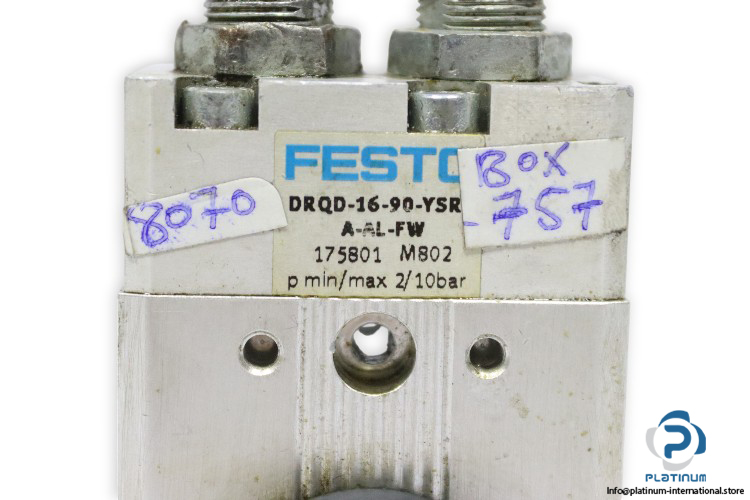 FESTO
DRQD-16-90-YSR
A-AL-FW
175801 M802
p min/max 2/10bar
8070
BOX
-757
PLATINUM
Info@platinum-international.store